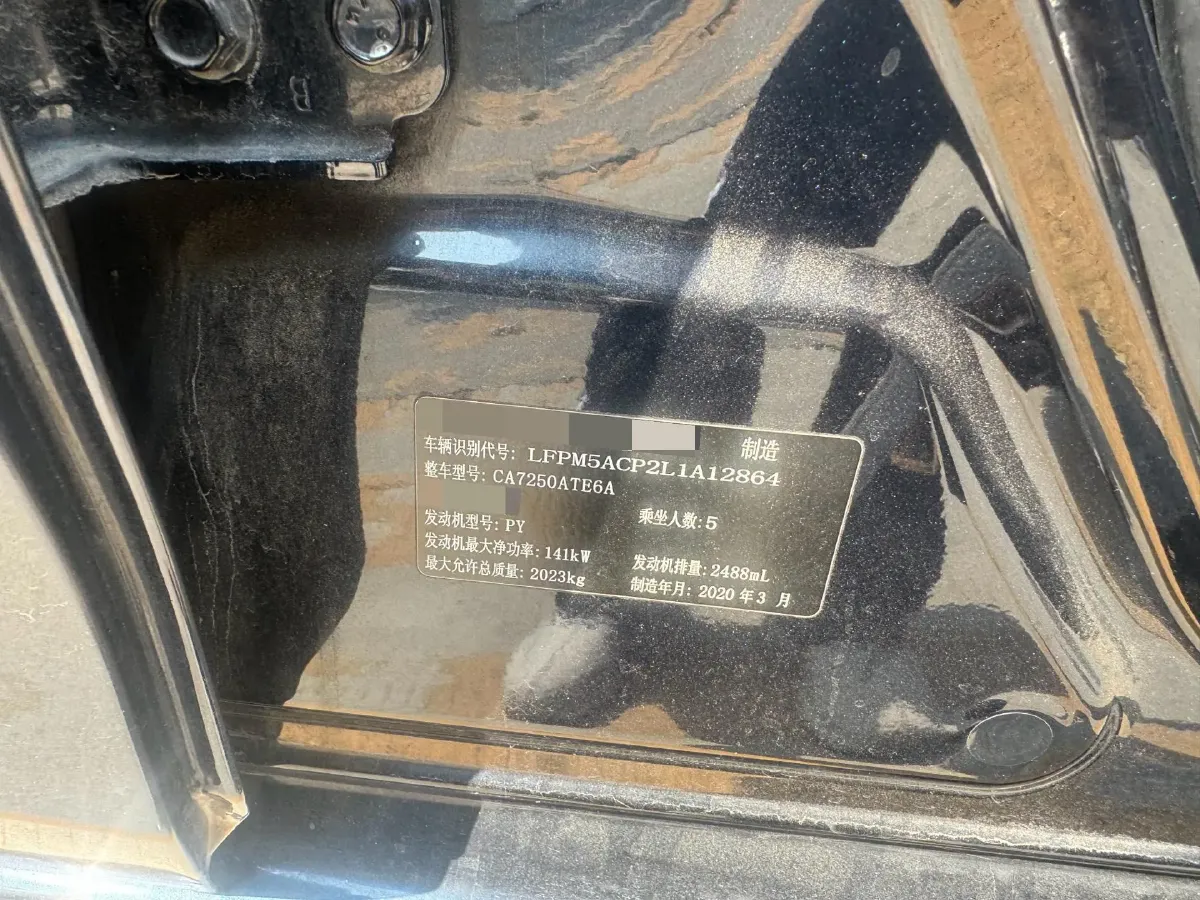 制造
车辆识别代号: LFPM5ACP2L1A12864
整车型号: CA7250ATE6A
发动机型号: PY 乘坐人数: 5
发动机最大净功率: 141kW 发动机排量: 2488mL
最大允许总质量: 2023kg 制造年月: 2020 年 3 月
B